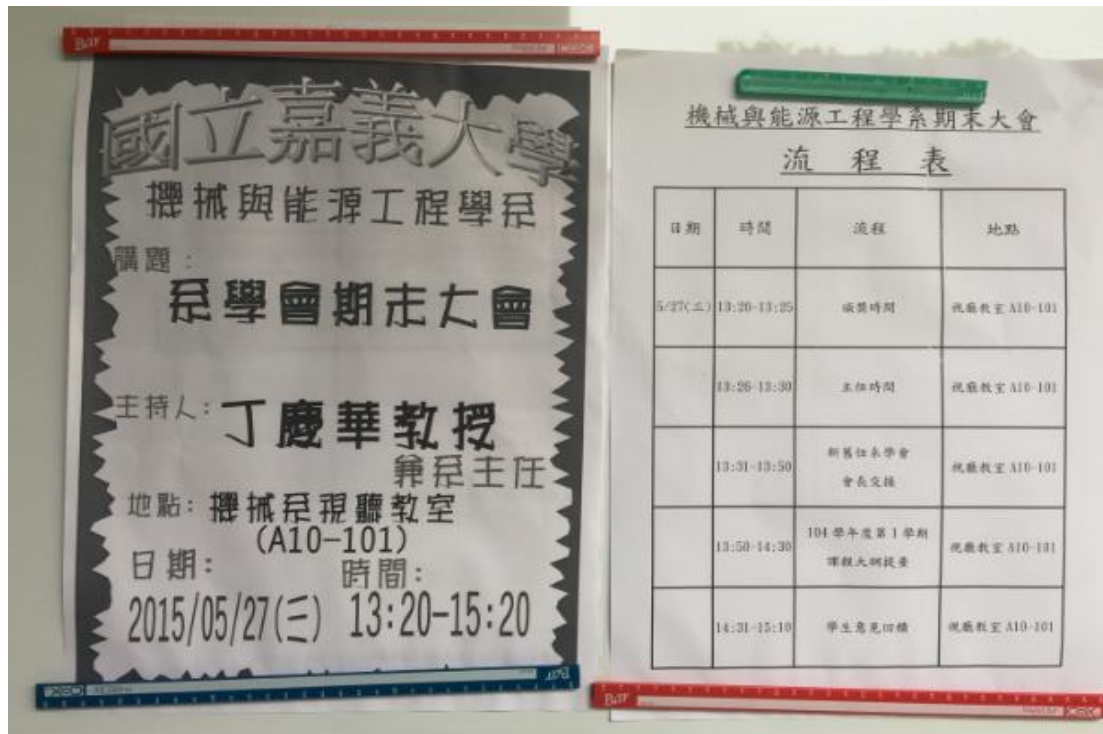 國立嘉義大學
機械與能源工程學系
講題：
系學會期末大會
主持人：丁慶華教授
兼系主任
地點：機械系視聽教室
(A10-101)
日期： 時間：
2015/05/27(三) 13:20-15:20
機械與能源工程學系期末大會
流 程 表
日期 時間 流程 地點
5/27(三) 13:20-13:25 頒獎時間 視廳教室 A10-101
13:26-13:30 主任時間 視廳教室 A10-101
13:31-13:50 新舊任系學會 會長交接 視廳教室 A10-101
13:50-14:30 104 學年度第 1 學期 課程大綱提要 視廳教室 A10-101
14:31-15:10 學生意見回饋 視廳教室 A10-101